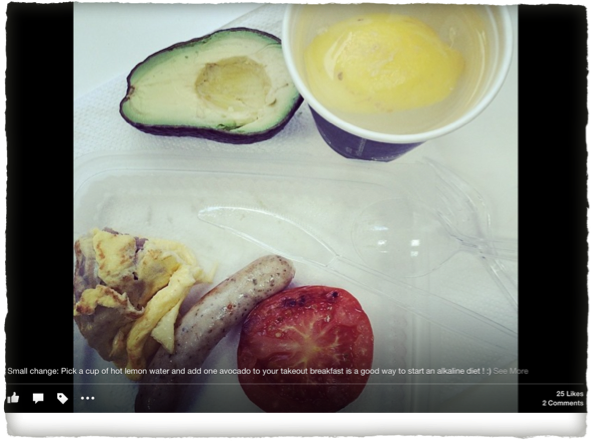 Small change: Pick a cup of hot lemon water and add one avocado to your takeout breakfast is a good way to start an alkaline diet ! :) See More
25 Likes
2 Comments